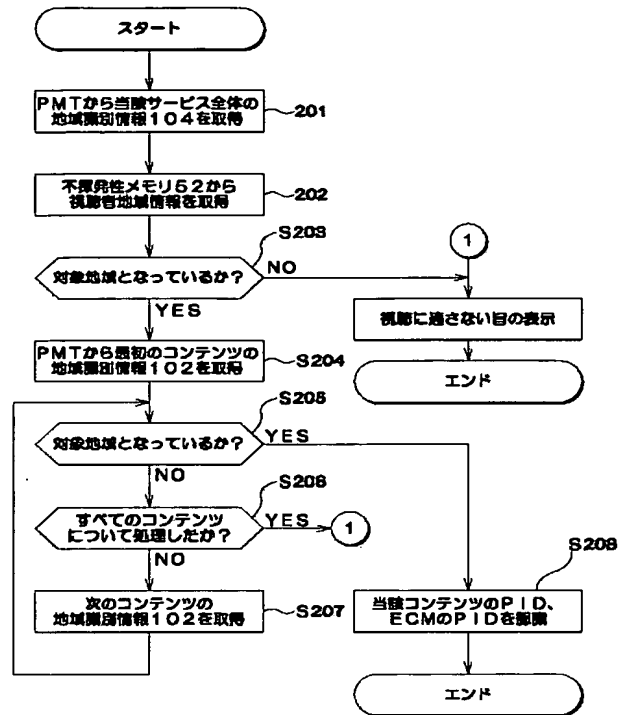 スタート
PMTから当該サービス全体の
地域識別情報104を取得
201
不揮発性メモリ52から
視聴者地域情報を取得
202
S203
対象地域となっているか?
NO
YES
1
視聴に適さない旨の表示
エンド
PMTから最初のコンテンツの
地域識別情報102を取得
S204
S205
対象地域となっているか?
YES
NO
S206
すべてのコンテンツ
について処理したか?
YES
1
NO
次のコンテンツの
地域識別情報102を取得
S207
S208
当該コンテンツのPID、
ECMのPIDを記憶
エンド